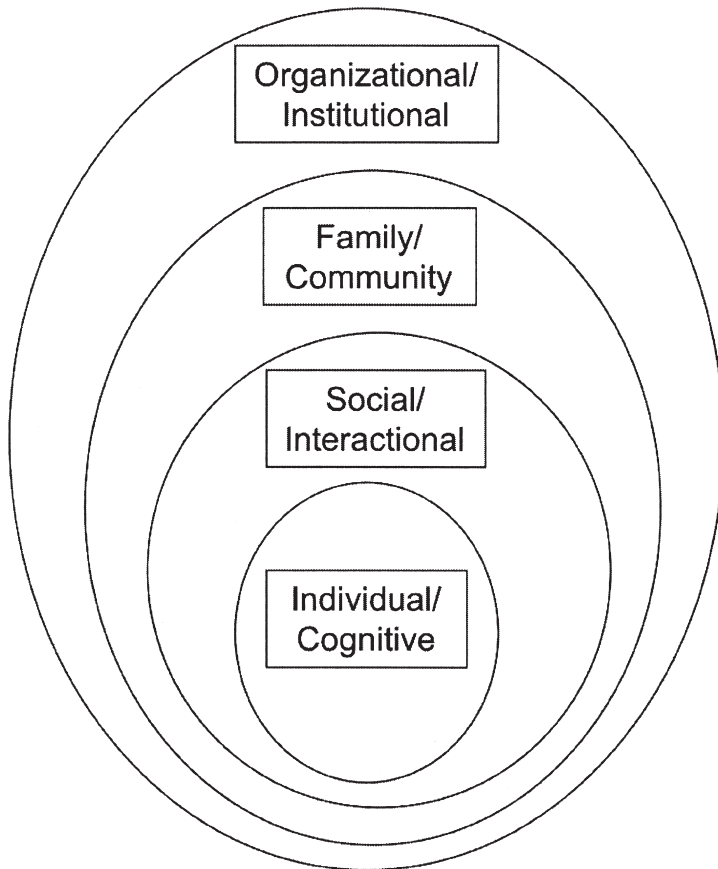 Organizational/
Institutional
Family/
Community
Social/
Interactional
Individual/
Cognitive